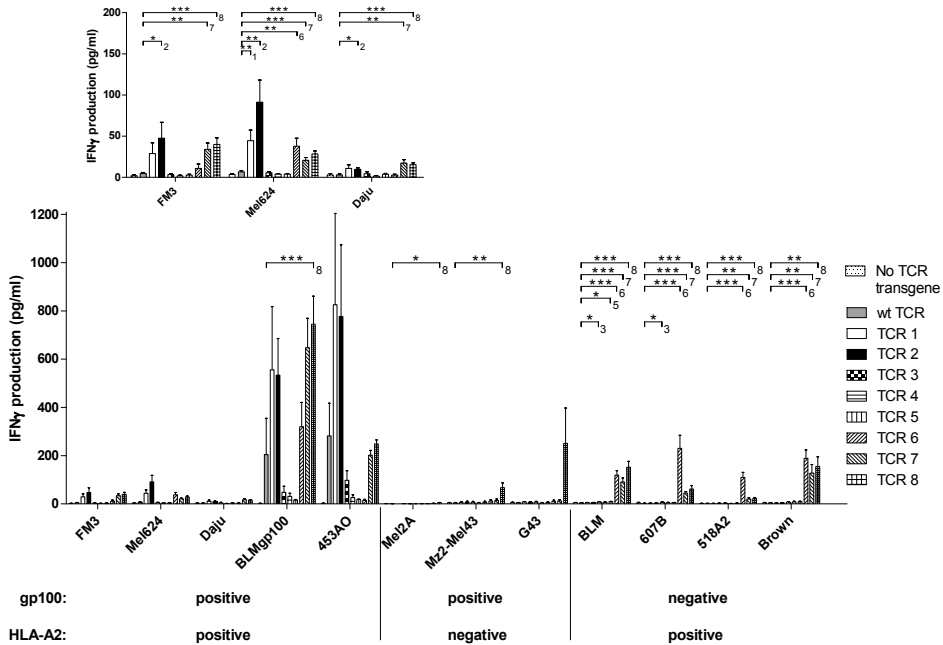 *** 8
** 7
* 2
*** 8
*** 7
** 6
** 2
** 1
*** 8
** 7
* 2
IFNγ production (pg/ml)
200
150
100
50
0
FM3
Mel624
Daju
IFNγ production (pg/ml)
1200
1000
800
600
400
200
0
*** 8
* 8
** 8
*** 8
*** 7
*** 6
* 5
* 3
*** 8
*** 7
*** 6
* 3
*** 8
** 7
*** 6
** 8
** 7
*** 6
No TCR
transgene
wt TCR
TCR 1
TCR 2
TCR 3
TCR 4
TCR 5
TCR 6
TCR 7
TCR 8
FM3
Mel624
Daju
BLMgp100
453AO
Mel2A
Mz2-Mel43
G43
BLM
607B
518A2
Brown
gp100: positive positive negative
HLA-A2: positive negative positive